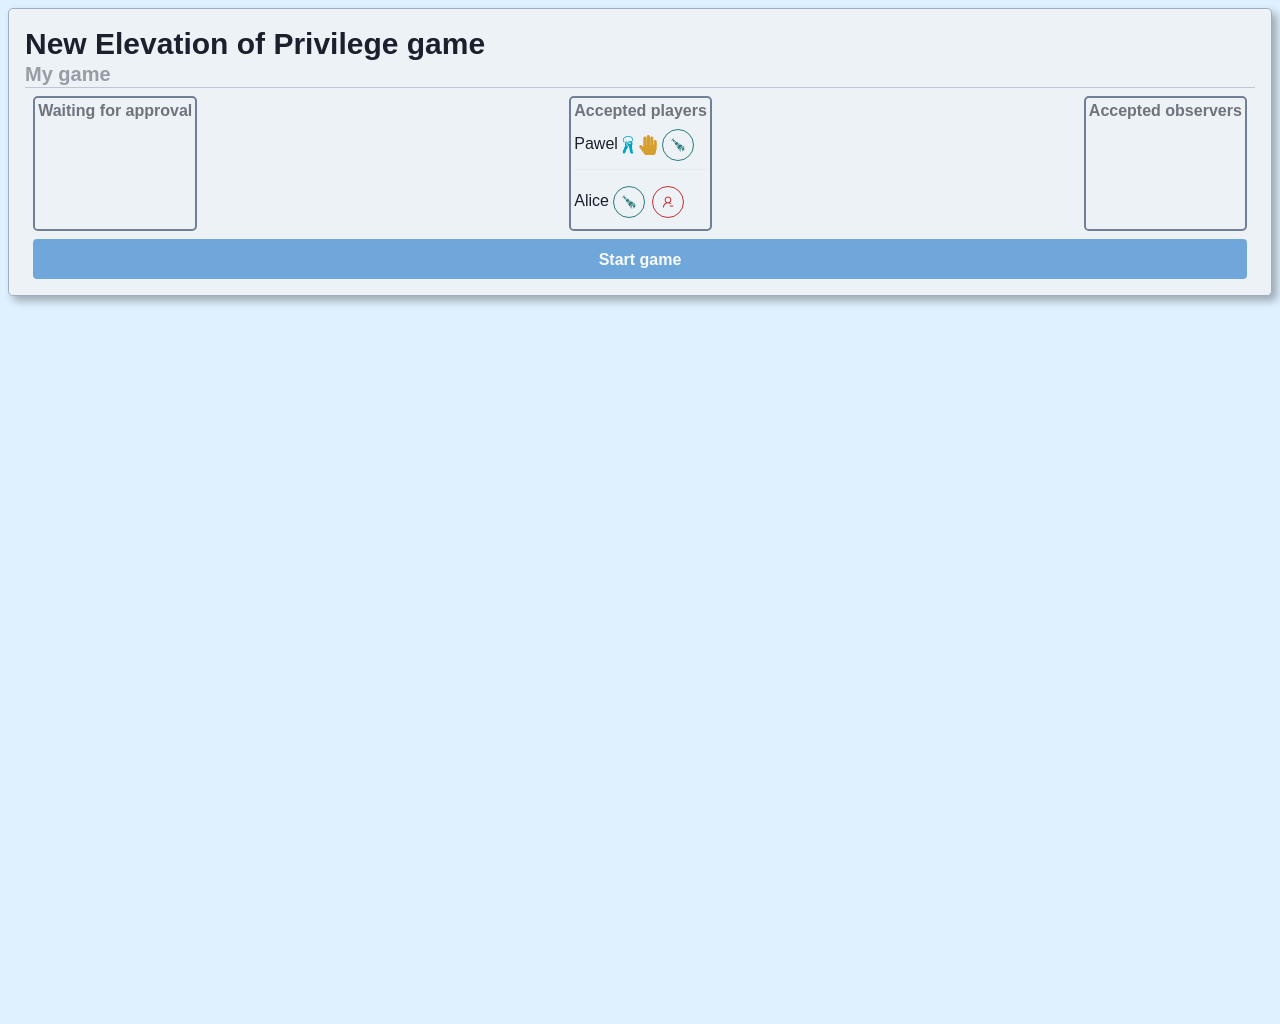 New Elevation of Privilege game
My game
Waiting for approval
Accepted players
Pawel
Alice
Accepted observers
Start game